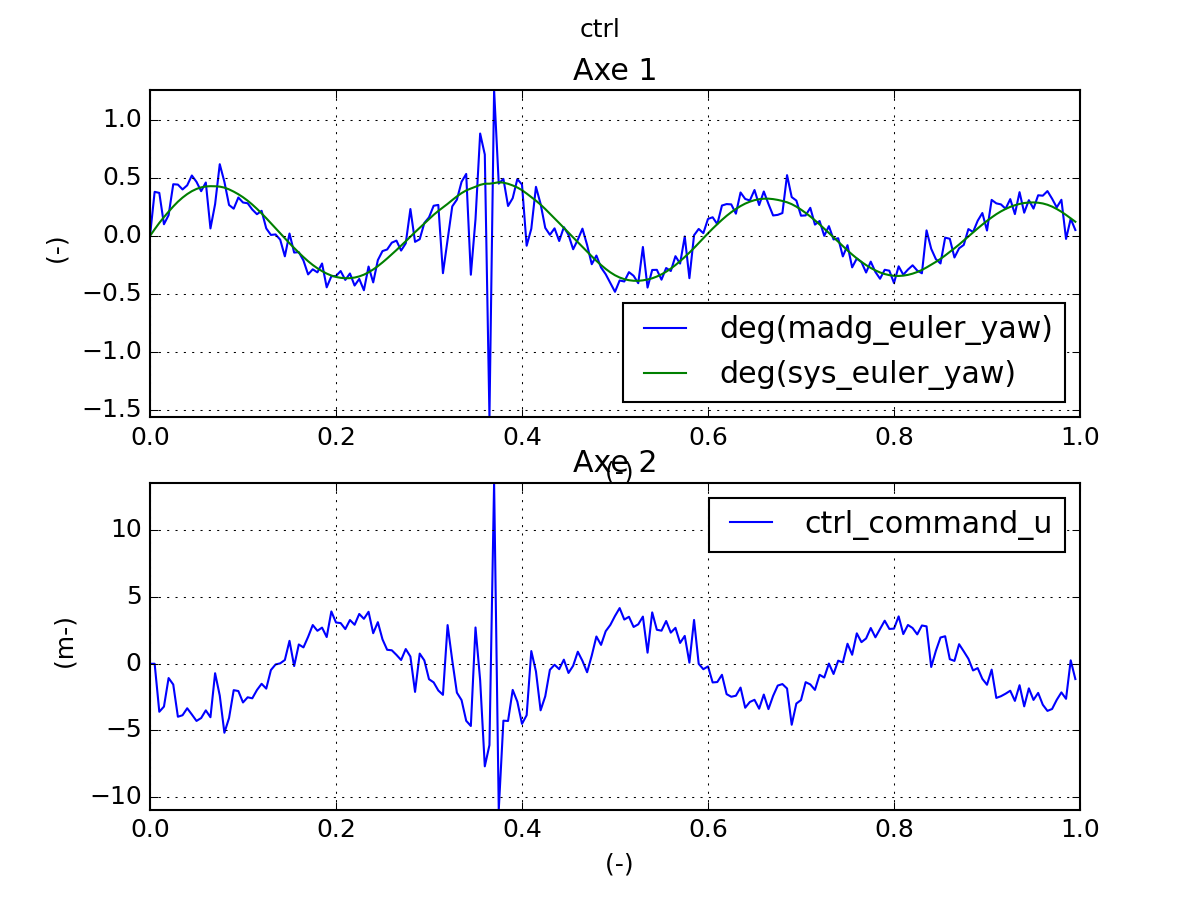 ctrl
Axe 1
1.0
0.5
0.0
−0.5
−1.0
−1.5
(-)
deg(madg_euler_yaw)
deg(sys_euler_yaw)
0.0 0.2 0.4 0.6 0.8 1.0
(-)
Axe 2
10
5
0
−5
−10
(m-)
ctrl_command_u
0.0 0.2 0.4 0.6 0.8 1.0
(-)